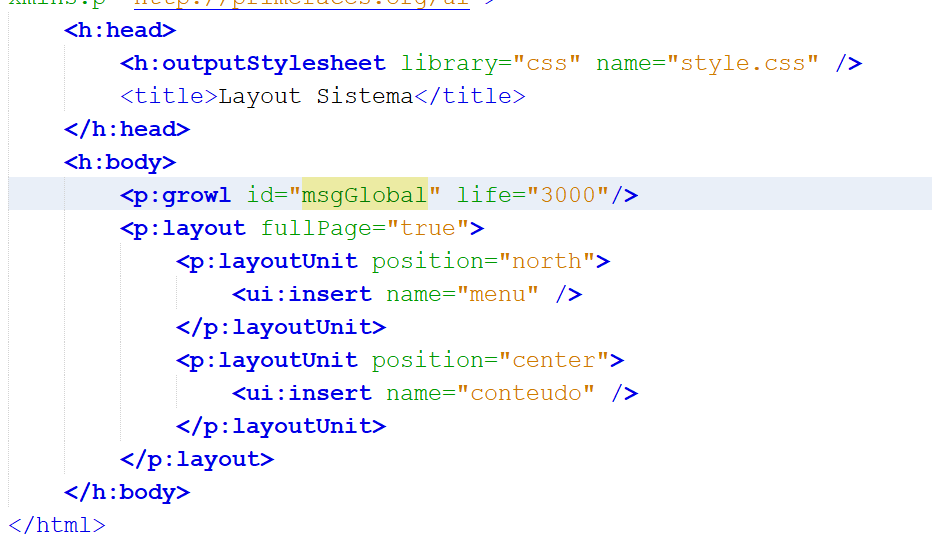 xmlns:p="http://primefaces.org/ui">
<h:head>
<h:outputStylesheet library="css" name="style.css" />
<title>Layout Sistema</title>
</h:head>
<h:body>
<p:growl id="msgGlobal" life="3000"/>
<p:layout fullPage="true">
<p:layoutUnit position="north">
<ui:insert name="menu" />
</p:layoutUnit>
<p:layoutUnit position="center">
<ui:insert name="conteudo" />
</p:layoutUnit>
</p:layout>
</h:body>
</html>